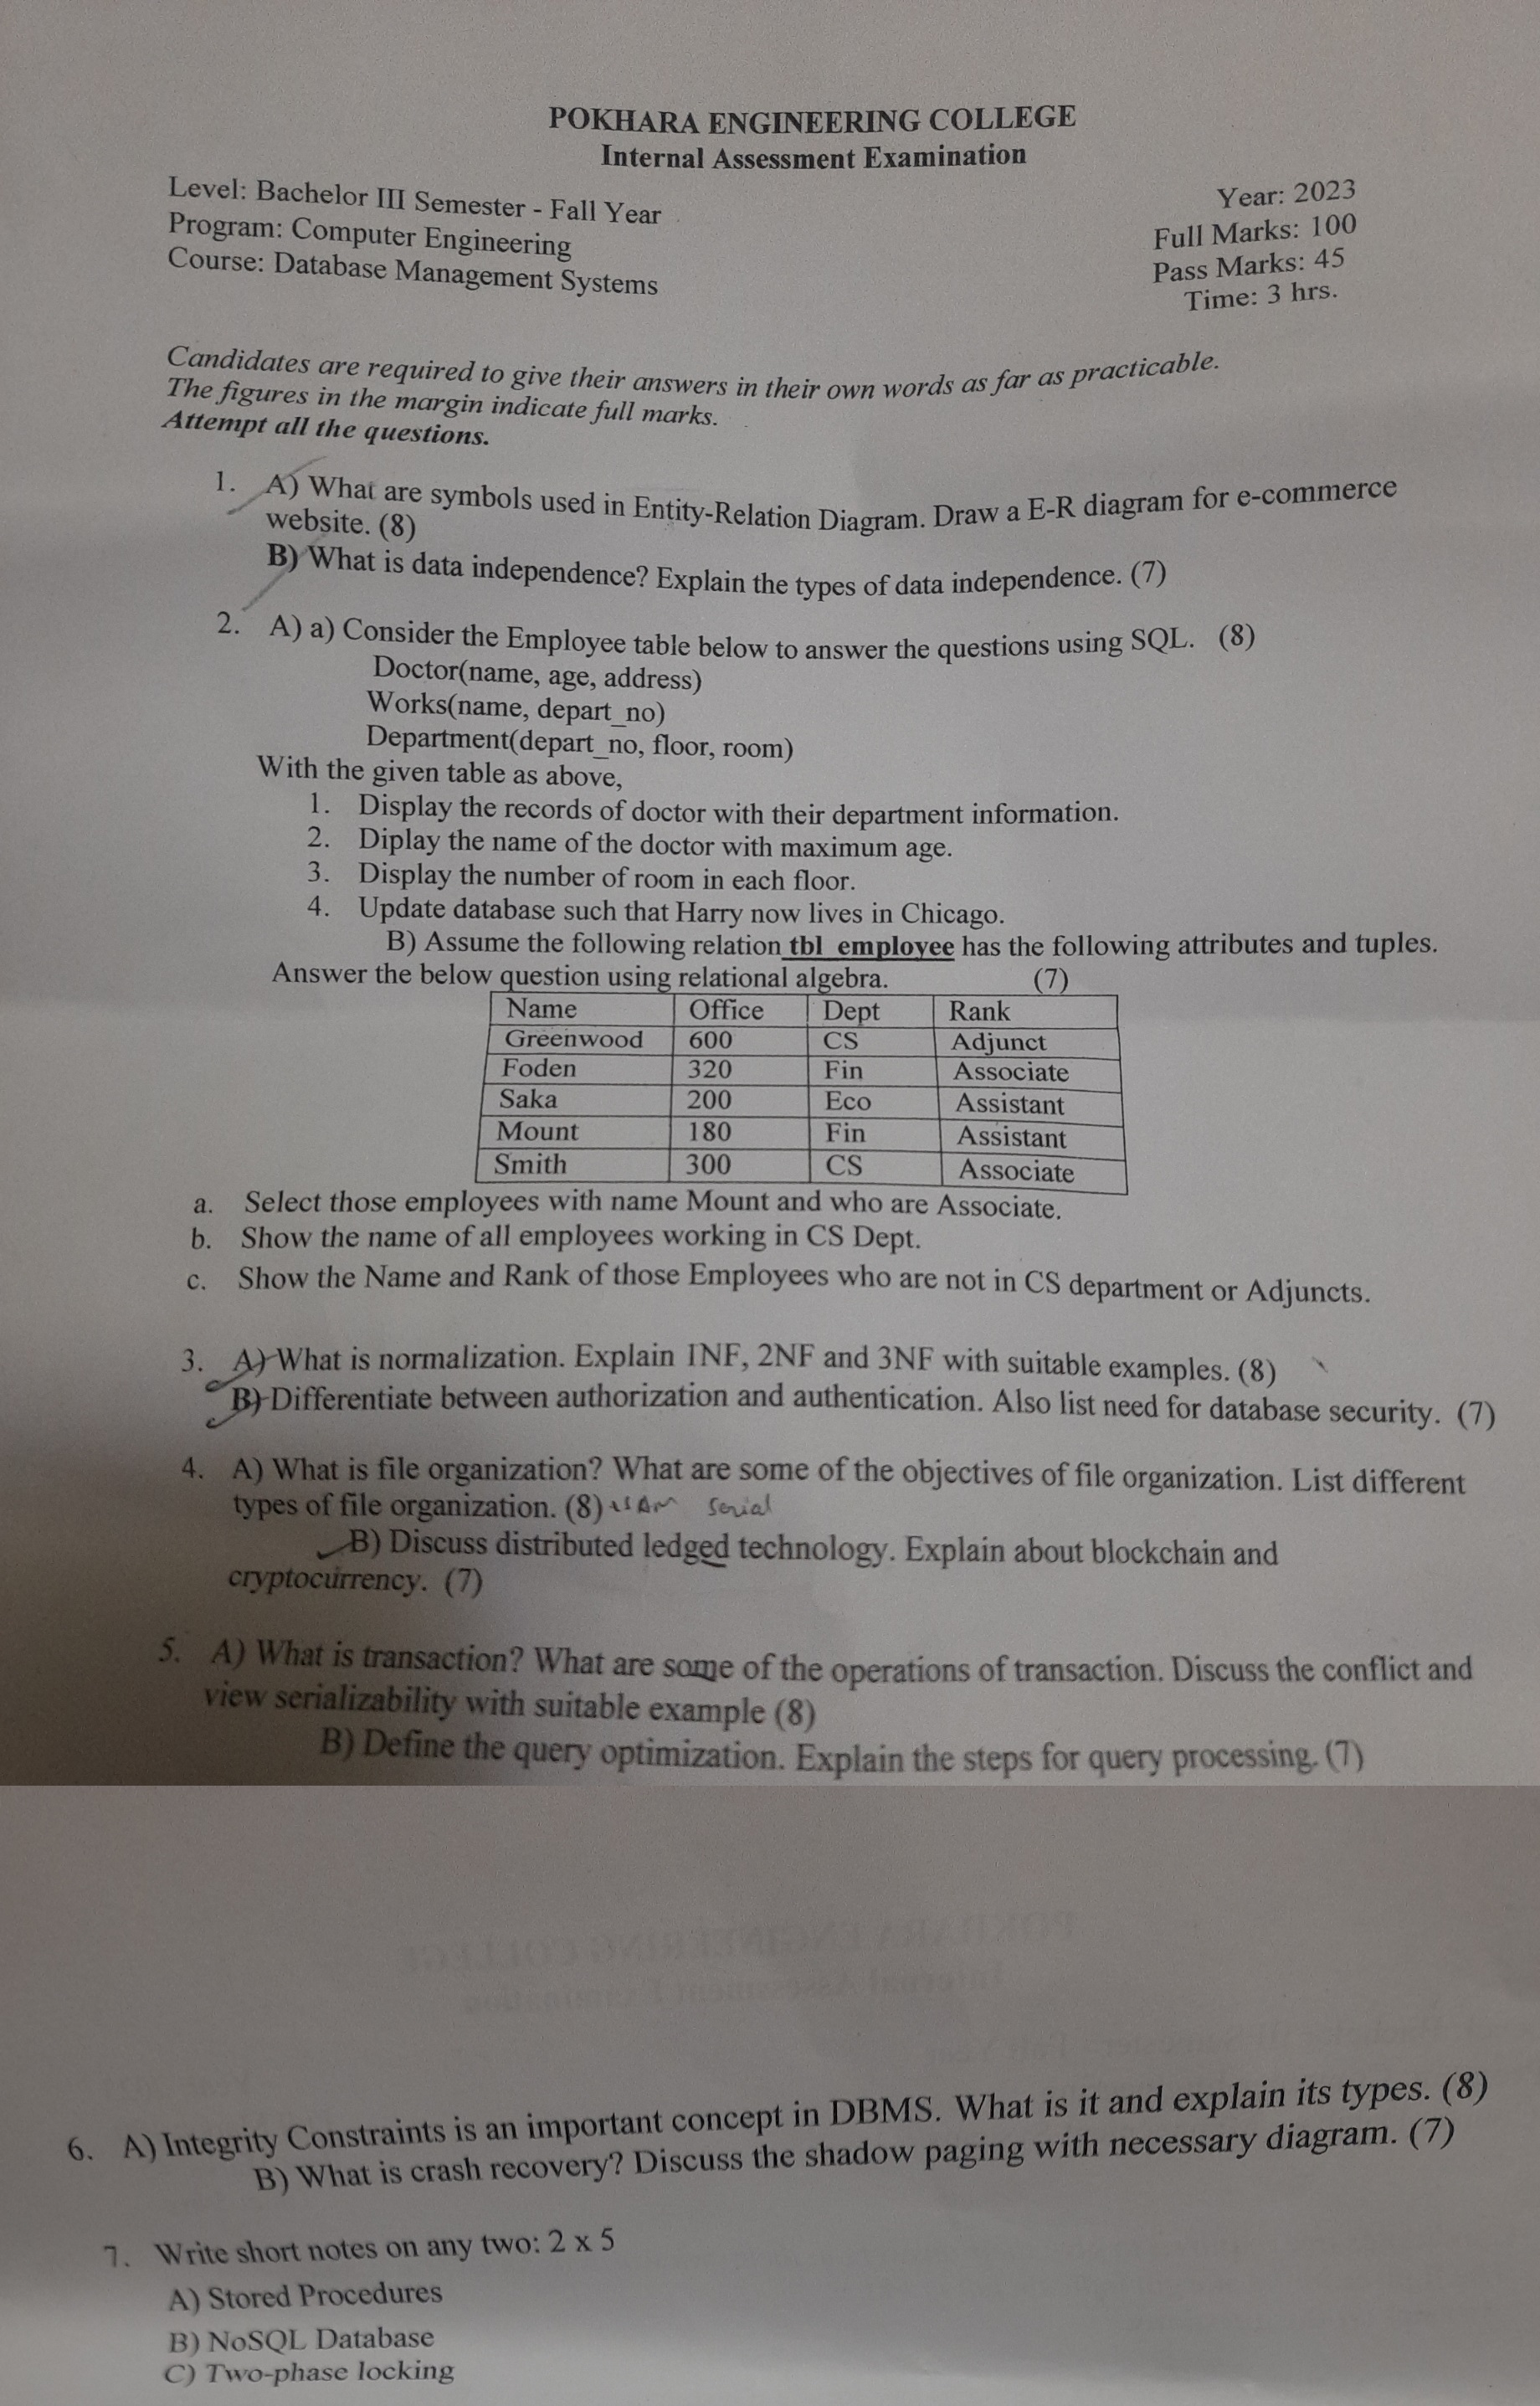 POKHARA ENGINEERING COLLEGE
Internal Assessment Examination
Level: Bachelor III Semester - Fall Year
Year: 2023
Program: Computer Engineering
Full Marks: 100
Course: Database Management Systems
Pass Marks: 45
Time: 3 hrs.
Candidates are required to give their answers in their own words as far as practicable.
The figures in the margin indicate full marks.
Attempt all the questions.
1. A) What are symbols used in Entity-Relation Diagram. Draw a E-R diagram for e-commerce
website. (8)
B) What is data independence? Explain the types of data independence. (7)
2. A) a) Consider the Employee table below to answer the questions using SQL. (8)
Doctor(name, age, address)
Works(name, depart_no)
Department(depart_no, floor, room)
With the given table as above,
1. Display the records of doctor with their department information.
2. Diplay the name of the doctor with maximum age.
3. Display the number of room in each floor.
4. Update database such that Harry now lives in Chicago.
B) Assume the following relation tbl_employee has the following attributes and tuples.
Answer the below question using relational algebra. (7)
Name Office Dept Rank
Greenwood 600 CS Adjunct
Foden 320 Fin Associate
Saka 200 Eco Assistant
Mount 180 Fin Assistant
Smith 300 CS Associate
a. Select those employees with name Mount and who are Associate.
b. Show the name of all employees working in CS Dept.
c. Show the Name and Rank of those Employees who are not in CS department or Adjuncts.
3. A) What is normalization. Explain 1NF, 2NF and 3NF with suitable examples. (8)
B) Differentiate between authorization and authentication. Also list need for database security. (7)
4. A) What is file organization? What are some of the objectives of file organization. List different
types of file organization. (8) serial
B) Discuss distributed ledged technology. Explain about blockchain and
cryptocurrency. (7)
5. A) What is transaction? What are some of the operations of transaction. Discuss the conflict and
view serializability with suitable example (8)
B) Define the query optimization. Explain the steps for query processing. (7)
6. A) Integrity Constraints is an important concept in DBMS. What is it and explain its types. (8)
B) What is crash recovery? Discuss the shadow paging with necessary diagram. (7)
7. Write short notes on any two: 2 x 5
A) Stored Procedures
B) NoSQL Database
C) Two-phase locking